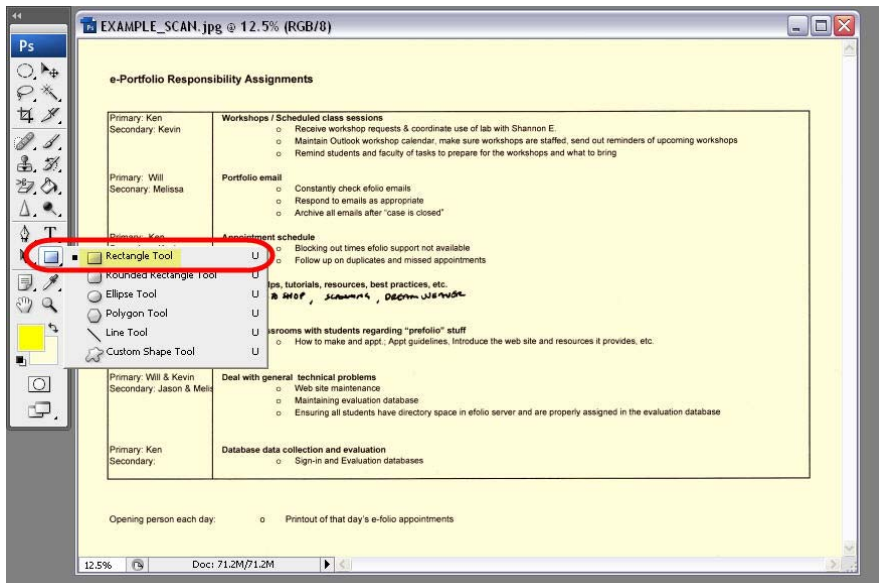 EXAMPLE_SCAN.jpg @ 12.5% (RGB/8)
Ps
e-Portfolio Responsibility Assignments
Primary: Ken
Secondary: Kevin
Workshops / Scheduled class sessions
o Receive workshop requests & coordinate use of lab with Shannon E.
o Maintain Outlook workshop calendar, make sure workshops are staffed, send out reminders of upcoming workshops
o Remind students and faculty of tasks to prepare for the workshops and what to bring
Primary: Will
Seconary: Melissa
Portfolio email
o Constantly check efolio emails
o Respond to emails as appropriate
o Archive all emails after "case is closed"
Primary: Ken
Appointment schedule
o Blocking out times efolio support not available
o Follow up on duplicates and missed appointments
Rectangle Tool U
Rounded Rectangle Tool U
Ellipse Tool U
Polygon Tool U
Line Tool U
Custom Shape Tool U
lps, tutorials, resources, best practices, etc.
SHOP, SCANNING, DREAMWEAVER
srooms with students regarding "prefolio" stuff
o How to make and appt.; Appt guidelines, Introduce the web site and resources it provides, etc.
Primary: Will & Kevin
Secondary: Jason & Melis
Deal with general technical problems
o Web site maintenance
o Maintaining evaluation database
o Ensuring all students have directory space in efolio server and are properly assigned in the evaluation database
Primary: Ken
Secondary:
Database data collection and evaluation
o Sign-in and Evaluation databases
Opening person each day: o Printout of that day's e-folio appointments
12.5% Doc: 71.2M/71.2M